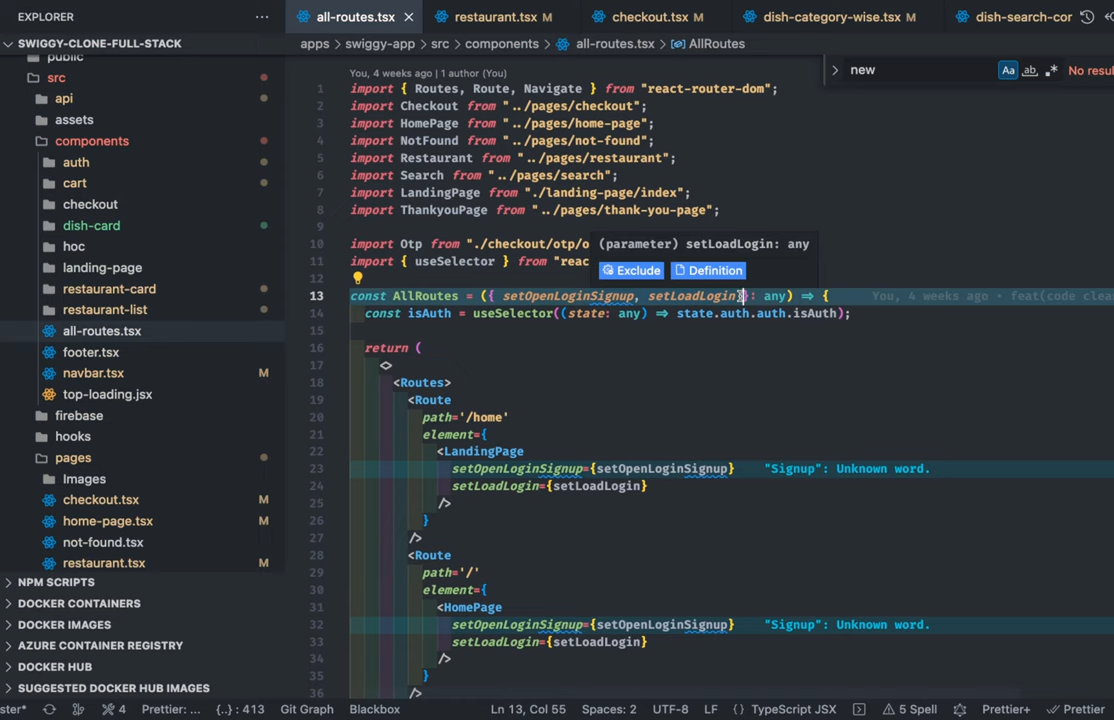 EXPLORER
SWIGGY-CLONE-FULL-STACK
public
src
api
assets
components
auth
cart
checkout
dish-card
hoc
landing-page
restaurant-card
restaurant-list
all-routes.tsx
footer.tsx
navbar.tsx M
top-loading.jsx
firebase
hooks
pages
Images
checkout.tsx M
home-page.tsx M
not-found.tsx
restaurant.tsx M
NPM SCRIPTS
DOCKER CONTAINERS
DOCKER IMAGES
AZURE CONTAINER REGISTRY
DOCKER HUB
SUGGESTED DOCKER HUB IMAGES
all-routes.tsx restaurant.tsx M checkout.tsx M dish-category-wise.tsx M dish-search-cor
apps > swiggy-app > src > components > all-routes.tsx > AllRoutes
new Aa ab No resul
You, 4 weeks ago | 1 author (You)
1 import { Routes, Route, Navigate } from "react-router-dom";
2 import Checkout from "../pages/checkout";
3 import HomePage from "../pages/home-page";
4 import NotFound from "../pages/not-found";
5 import Restaurant from "../pages/restaurant";
6 import Search from "../pages/search";
7 import LandingPage from "./landing-page/index";
8 import ThankyouPage from "../pages/thank-you-page";
9
10 import Otp from "./checkout/otp/o
11 import { useSelector } from "reac
(parameter) setLoadLogin: any
Exclude Definition
12
13 const AllRoutes = ({ setOpenLoginSignup, setLoadLogin }: any) => { You, 4 weeks ago • feat(code clear
14 const isAuth = useSelector((state: any) => state.auth.auth.isAuth);
15
16 return (
17 <>
18 <Routes>
19 <Route
20 path='/home'
21 element={
22 <LandingPage
23 setOpenLoginSignup={setOpenLoginSignup} "Signup": Unknown word.
24 setLoadLogin={setLoadLogin}
25 />
26 }
27 />
28 <Route
29 path='/'
30 element={
31 <HomePage
32 setOpenLoginSignup={setOpenLoginSignup} "Signup": Unknown word.
33 setLoadLogin={setLoadLogin}
34 />
35 }
36 />
ster* 4 Prettier: ... {..} : 413 Git Graph Blackbox Ln 13, Col 55 Spaces: 2 UTF-8 LF {} TypeScript JSX 5 Spell Prettier+ Prettier